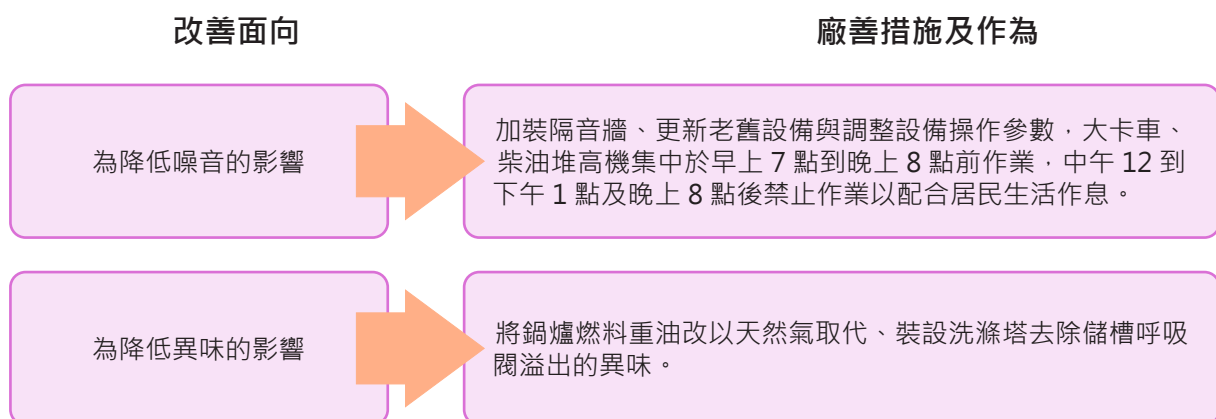 改善面向
廠善措施及作為
為降低噪音的影響
加裝隔音牆、更新老舊設備與調整設備操作參數，大卡車、
柴油堆高機集中於早上 7 點到晚上 8 點前作業，中午 12 到
下午 1 點及晚上 8 點後禁止作業以配合居民生活作息。
為降低異味的影響
將鍋爐燃料重油改以天然氣取代、裝設洗滌塔去除儲槽呼吸
閥溢出的異味。